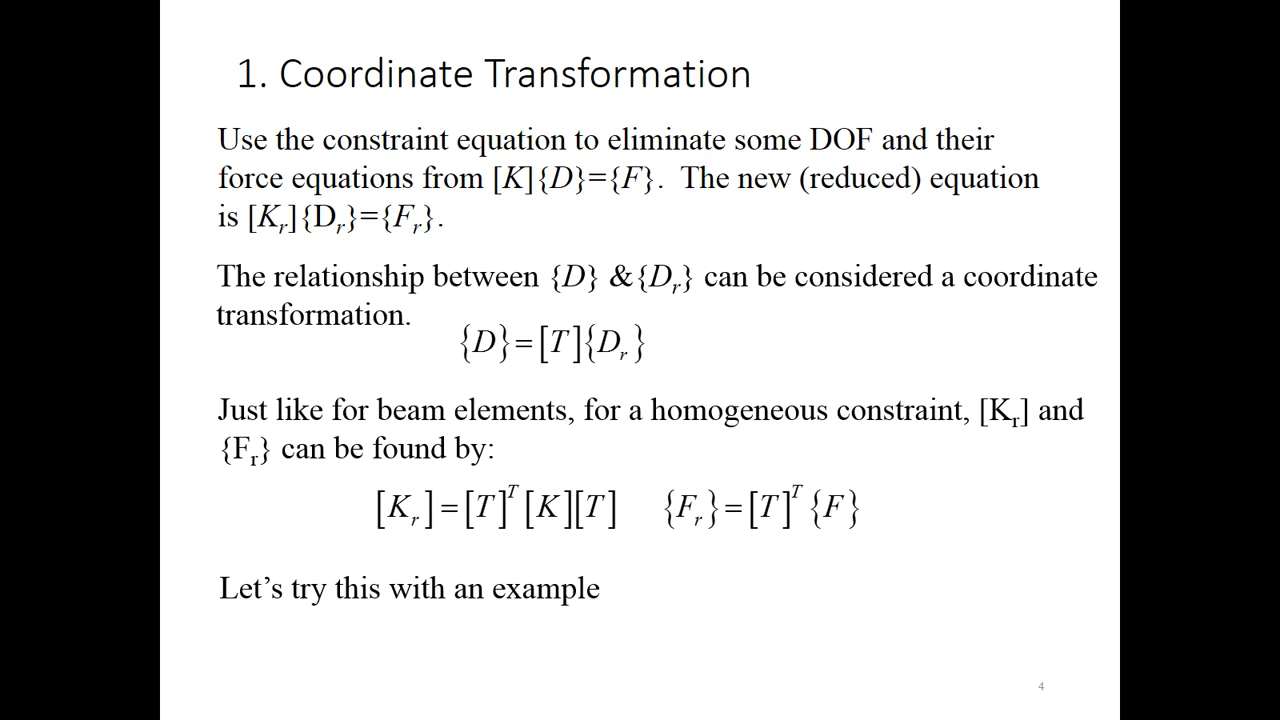 1. Coordinate Transformation
Use the constraint equation to eliminate some DOF and their
force equations from [K]{D}={F}. The new (reduced) equation
is [Kᵣ]{Dᵣ}={Fᵣ}.
The relationship between {D} &{Dᵣ} can be considered a coordinate
transformation.
{D}=[T]{Dᵣ}
Just like for beam elements, for a homogeneous constraint, [Kᵣ] and
{Fᵣ} can be found by:
[Kᵣ]=[T]ᵀ[K][T] {Fᵣ}=[T]ᵀ{F}
Let’s try this with an example
4